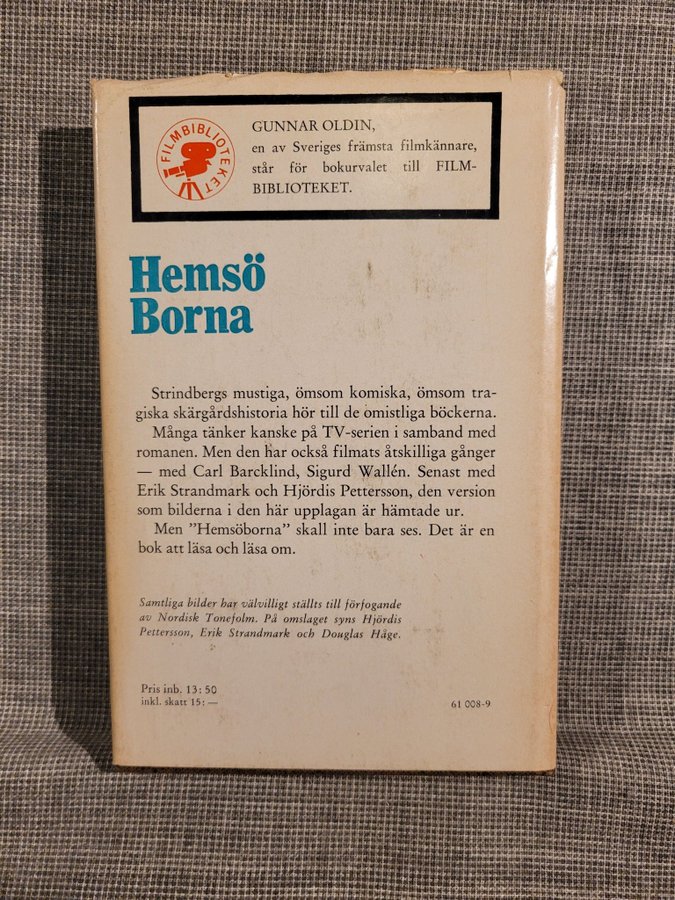 FILMBIBLIOTEKET
GUNNAR OLDIN,
en av Sveriges främsta filmkännare,
står för bokurvalet till FILM-
BIBLIOTEKET.
Hemsö
Borna
Strindbergs mustiga, ömsom komiska, ömsom tra-
giska skärgårdshistoria hör till de omistliga böckerna.
Många tänker kanske på TV-serien i samband med
romanen. Men den har också filmats åtskilliga gånger
— med Carl Barcklind, Sigurd Wallén. Senast med
Erik Strandmark och Hjördis Pettersson, den version
som bilderna i den här upplagan är hämtade ur.
Men ”Hemsöborna” skall inte bara ses. Det är en
bok att läsa och läsa om.
Samtliga bilder har välvilligt ställts till förfogande
av Nordisk Tonefolm. På omslaget syns Hjördis
Pettersson, Erik Strandmark och Douglas Håge.
Pris inb. 13:50
inkl. skatt 15: —
61 008-9